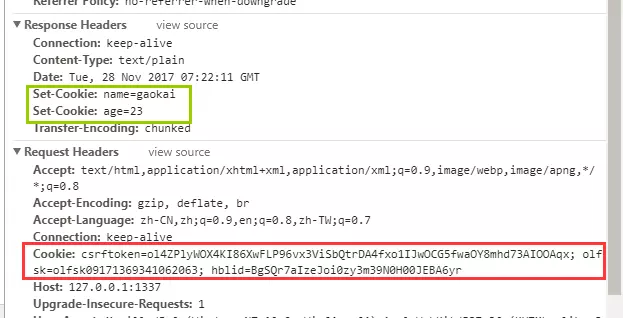 Referrer Policy: no-referrer-when-downgrade
Response Headers view source
Connection: keep-alive
Content-Type: text/plain
Date: Tue, 28 Nov 2017 07:22:11 GMT
Set-Cookie: name=gaokai
Set-Cookie: age=23
Transfer-Encoding: chunked
Request Headers view source
Accept: text/html,application/xhtml+xml,application/xml;q=0.9,image/webp,image/apng,*/
*;q=0.8
Accept-Encoding: gzip, deflate, br
Accept-Language: zh-CN,zh;q=0.9,en;q=0.8,zh-TW;q=0.7
Connection: keep-alive
Cookie: csrftoken=ol4ZPlyWOX4KI86XwFLP96vx3ViSbQtrDA4fxo1IJwOCG5fwaOY8mhd73AIOOAqx; olf
sk=olfsk09171369341062063; hblid=BgSQr7aIzeJoi0zy3m39N0H00JEBA6yr
Host: 127.0.0.1:1337
Upgrade-Insecure-Requests: 1